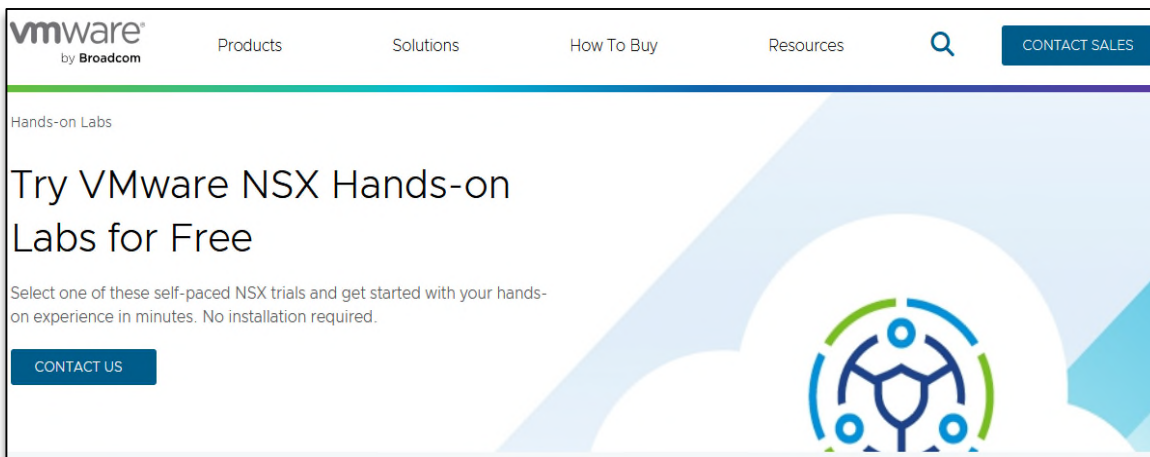 vmware®
by Broadcom
Products
Solutions
How To Buy
Resources
CONTACT SALES
Hands-on Labs
Try VMware NSX Hands-on
Labs for Free
Select one of these self-paced NSX trials and get started with your hands-
on experience in minutes. No installation required.
CONTACT US